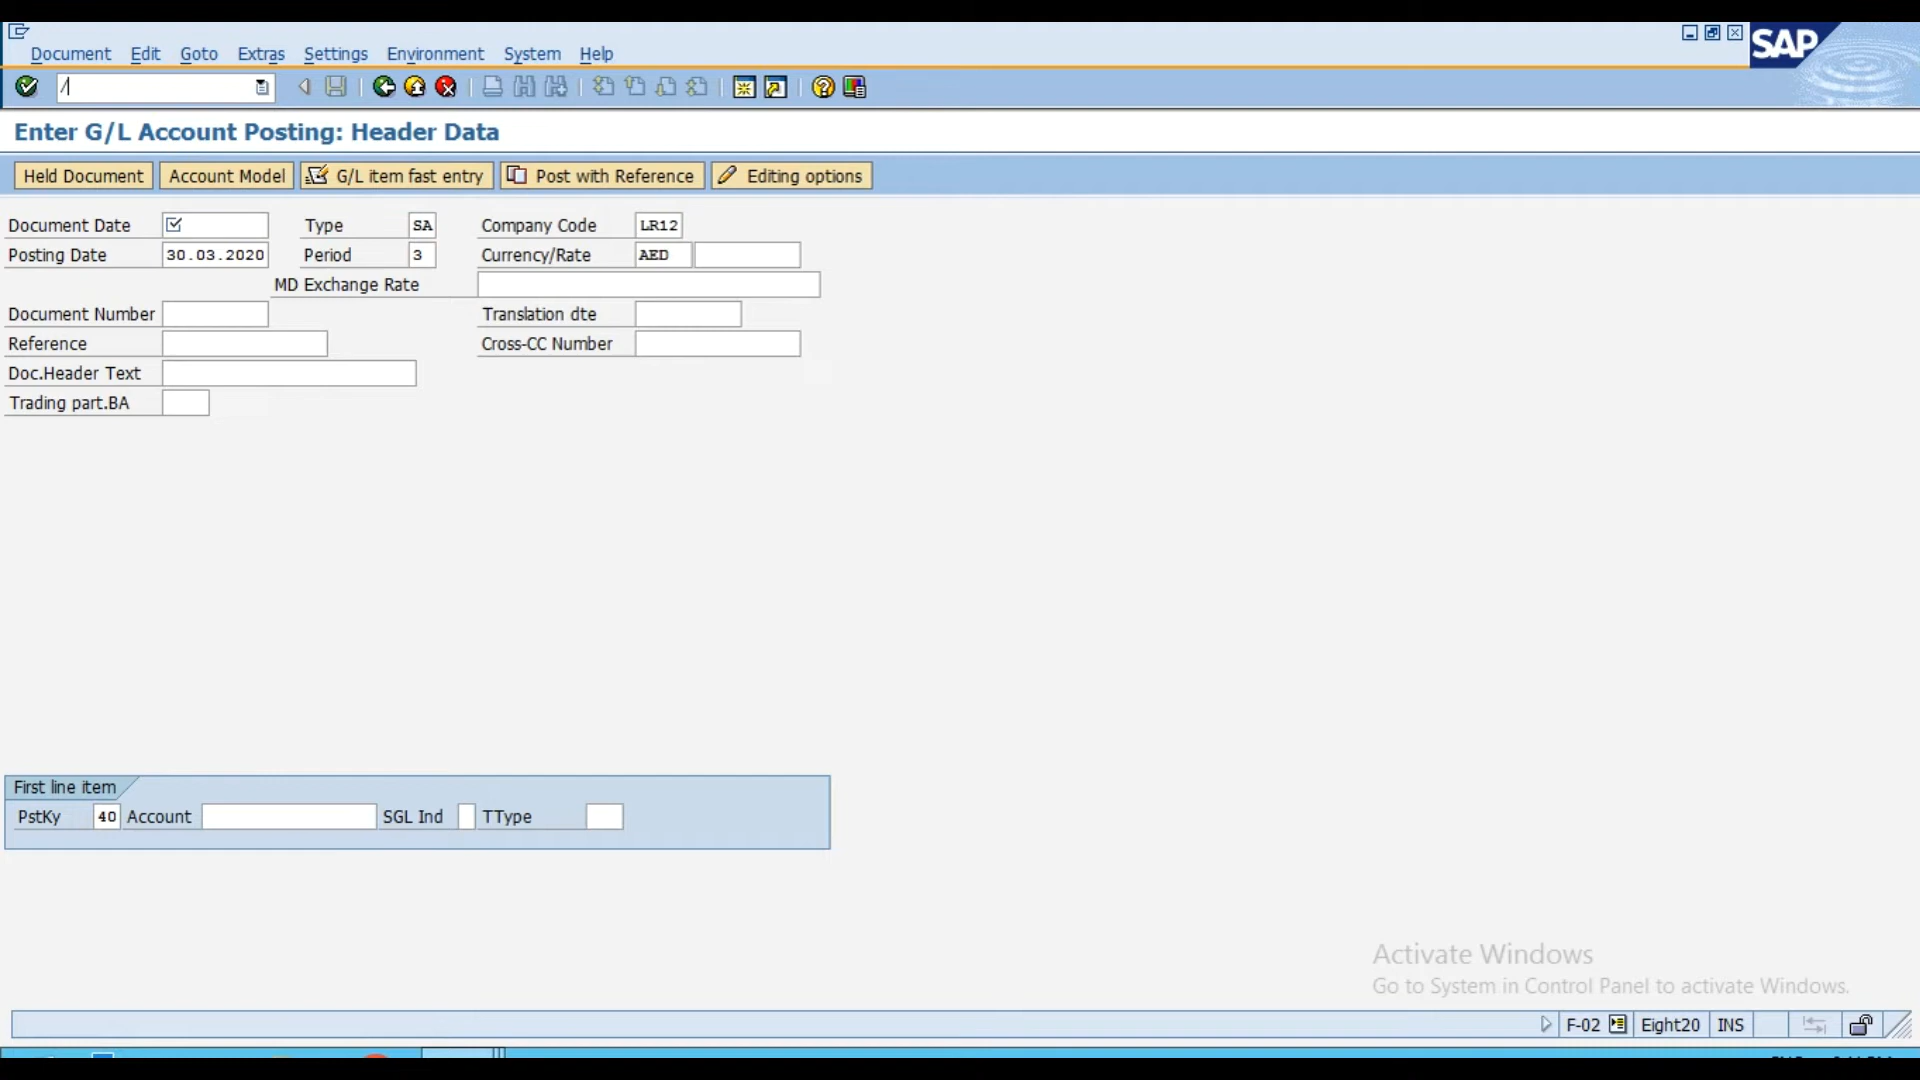 Document Edit Goto Extras Settings Environment System Help
SAP
/
Enter G/L Account Posting: Header Data
Held Document Account Model G/L item fast entry Post with Reference Editing options
Document Date Type SA Company Code LR12
Posting Date 30.03.2020 Period 3 Currency/Rate AED
MD Exchange Rate
Document Number Translation dte
Reference Cross-CC Number
Doc.Header Text
Trading part.BA
First line item
PstKy 40 Account SGL Ind TType
Activate Windows
Go to System in Control Panel to activate Windows.
F-02 Eight20 INS